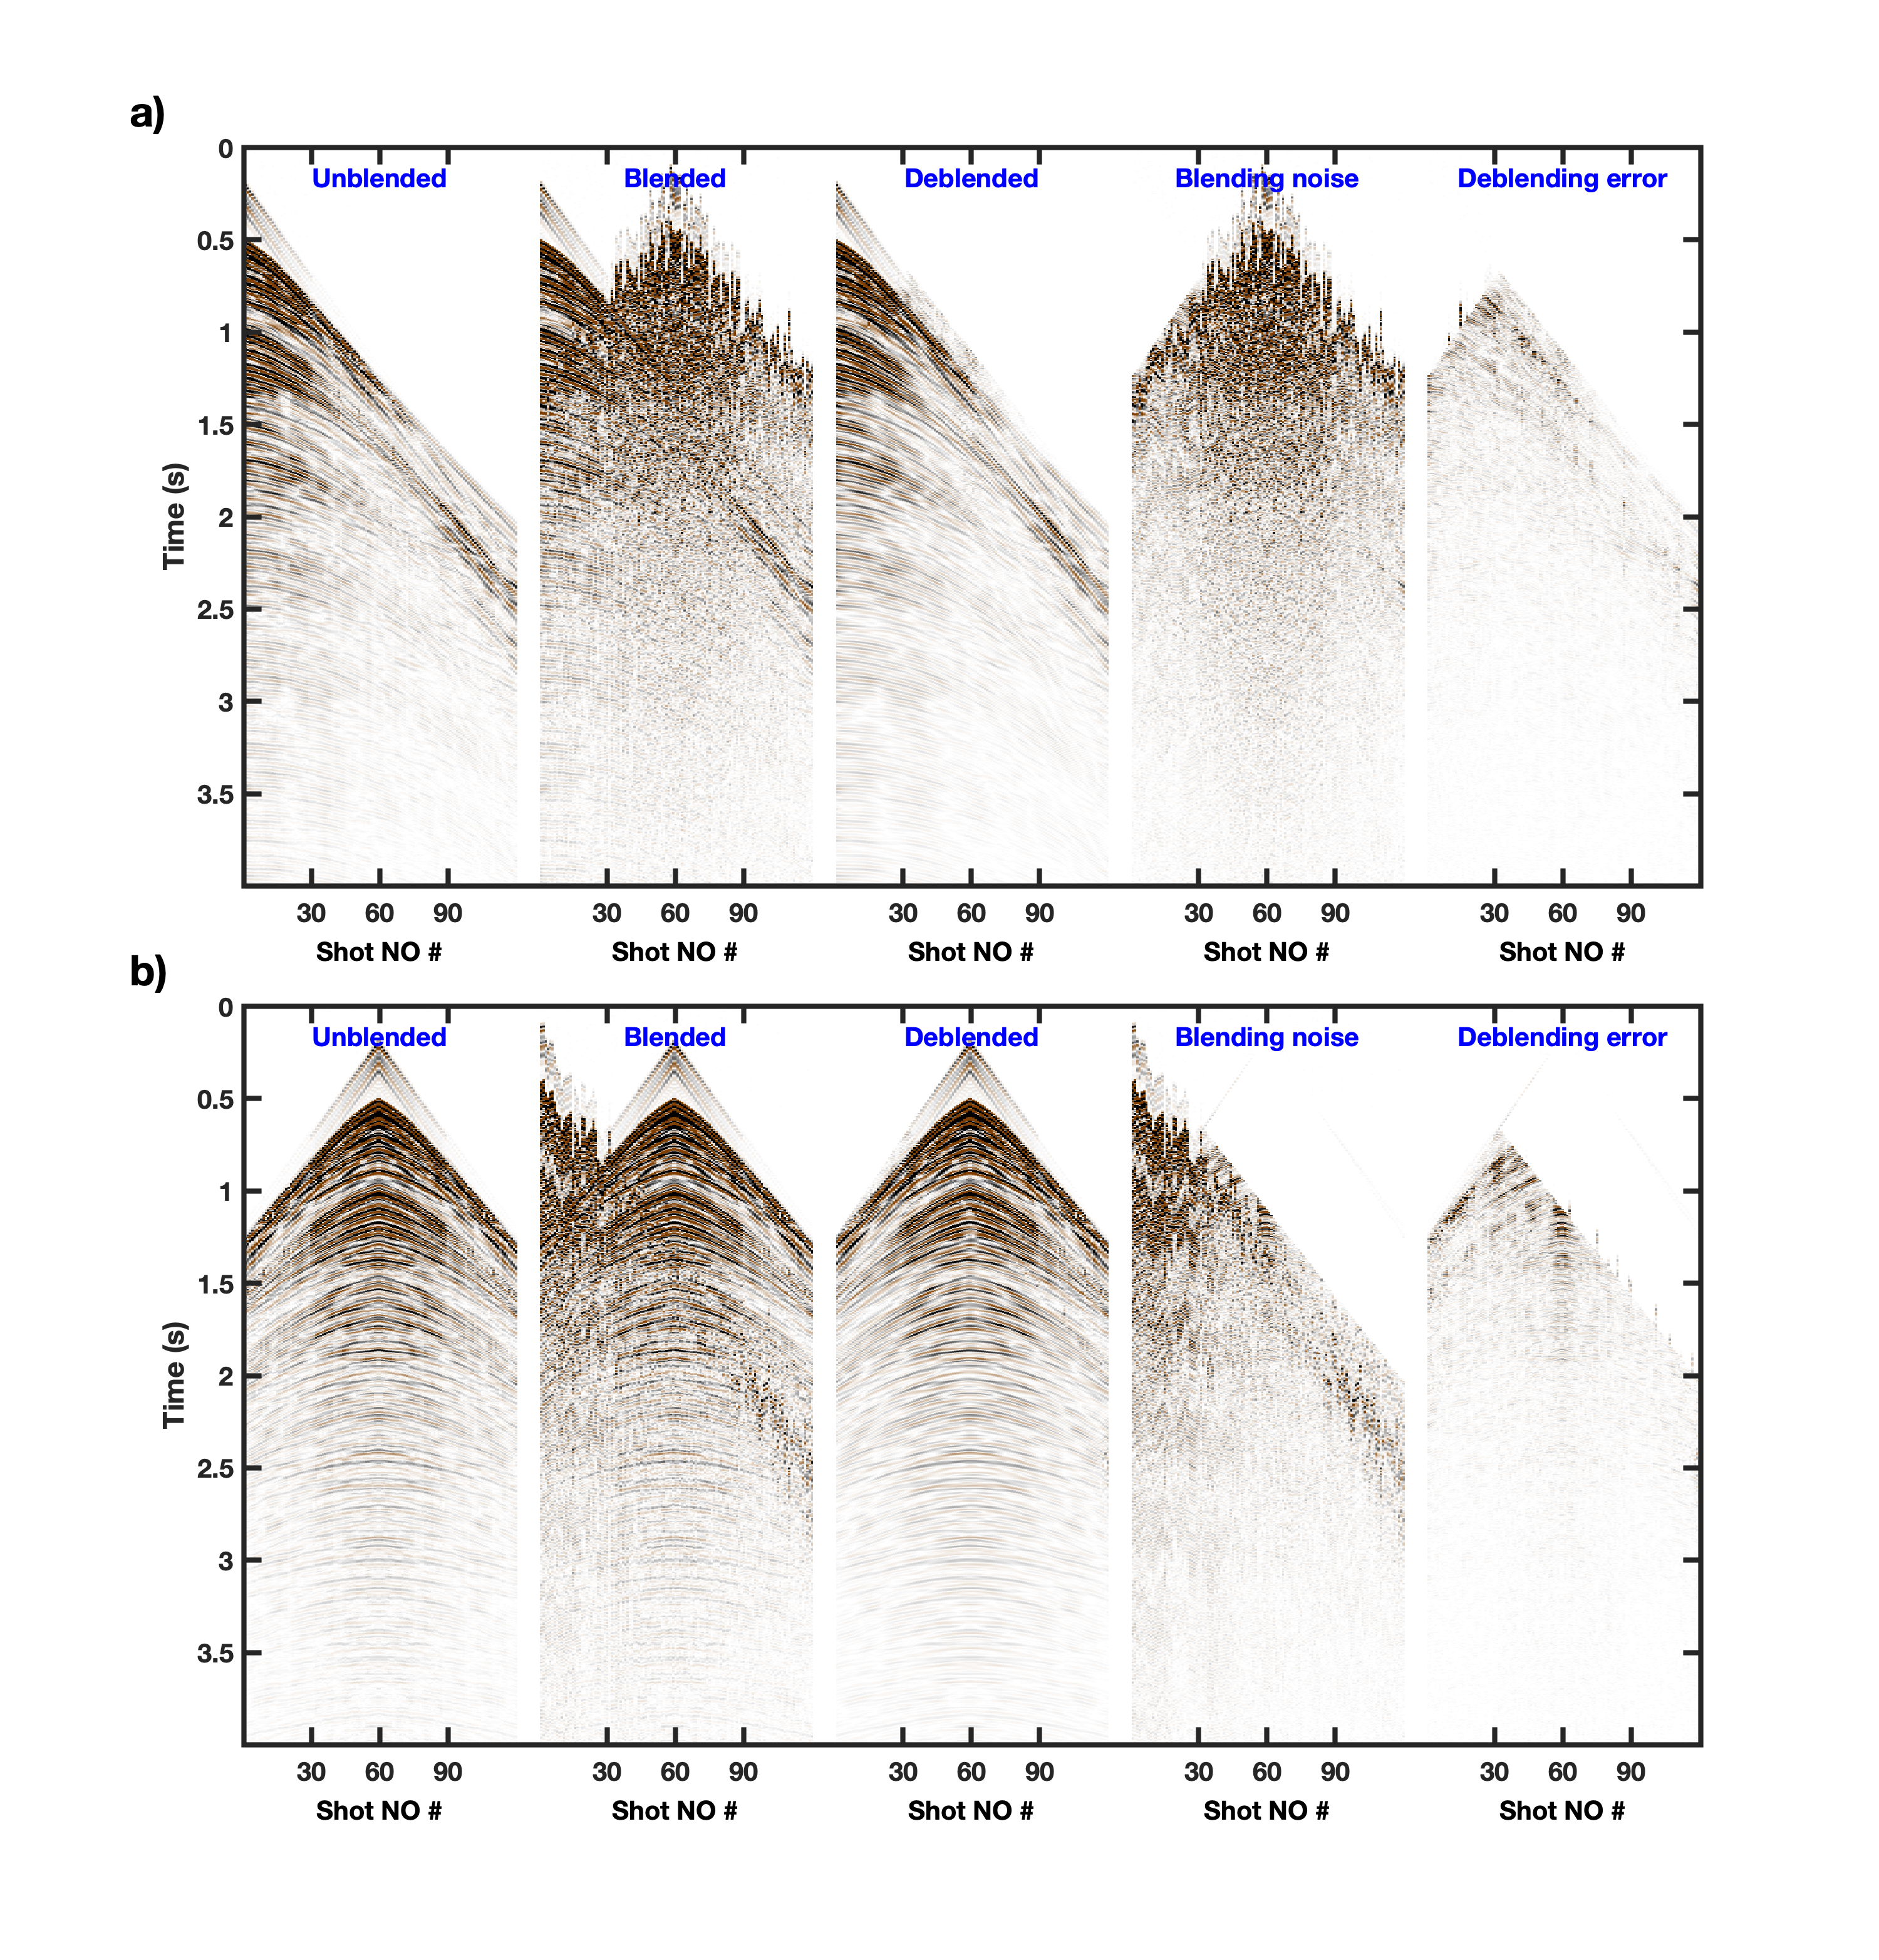 a)
0
Unblended Blended Deblended Blending noise Deblending error
0.5
1
1.5
Time (s)
2
2.5
3
3.5
30 60 90 30 60 90 30 60 90 30 60 90 30 60 90
Shot NO # Shot NO # Shot NO # Shot NO # Shot NO #
b)
0
Unblended Blended Deblended Blending noise Deblending error
0.5
1
1.5
Time (s)
2
2.5
3
3.5
30 60 90 30 60 90 30 60 90 30 60 90 30 60 90
Shot NO # Shot NO # Shot NO # Shot NO # Shot NO #